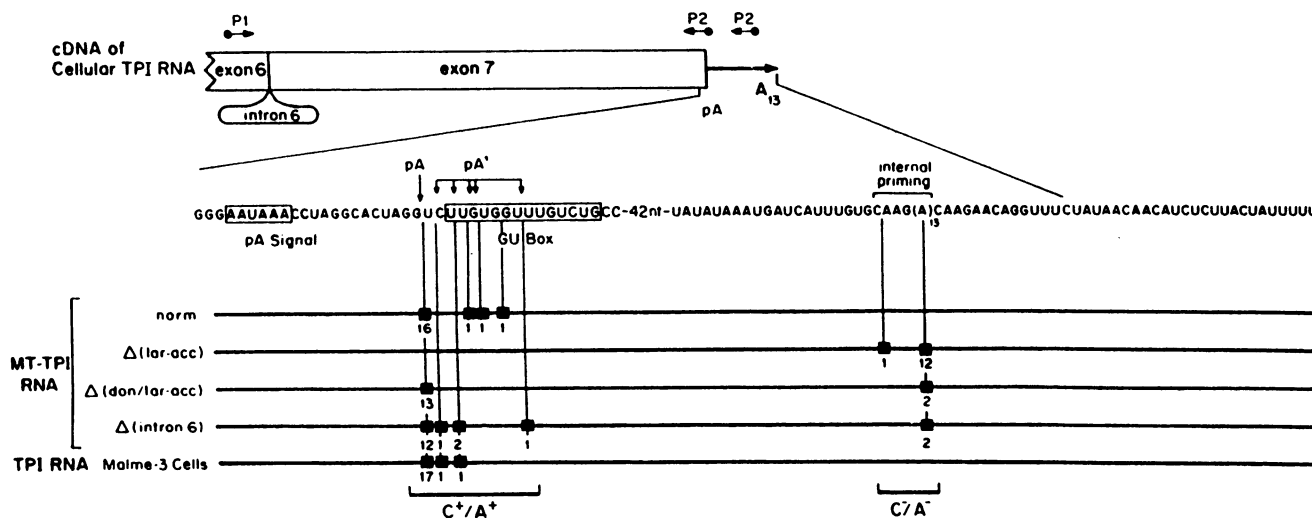 P1 P2 P2
cDNA of
Cellular TPI RNA
exon 6 exon 7
intron 6
pA
A13
pA pA' internal
priming
GGGAAUAAACCUAGGCACUAGGUCUUGUGGUUUGUCUGCC-42nt-UAUAUAAAUGAUCAUUUGUGCAAG(A)13CAAGAACAGGUUUCUAUAACAACAUCUCUUACUAUUUUU
pA Signal GU Box
norm
16 1 1 1
Δ(lar-acc)
1 12
MT-TPI
RNA
Δ(don/lar-acc)
13 2
Δ(intron 6)
12 1 2 1 2
TPI RNA Malme-3 Cells
17 1 1
C+/A+ C-/A-